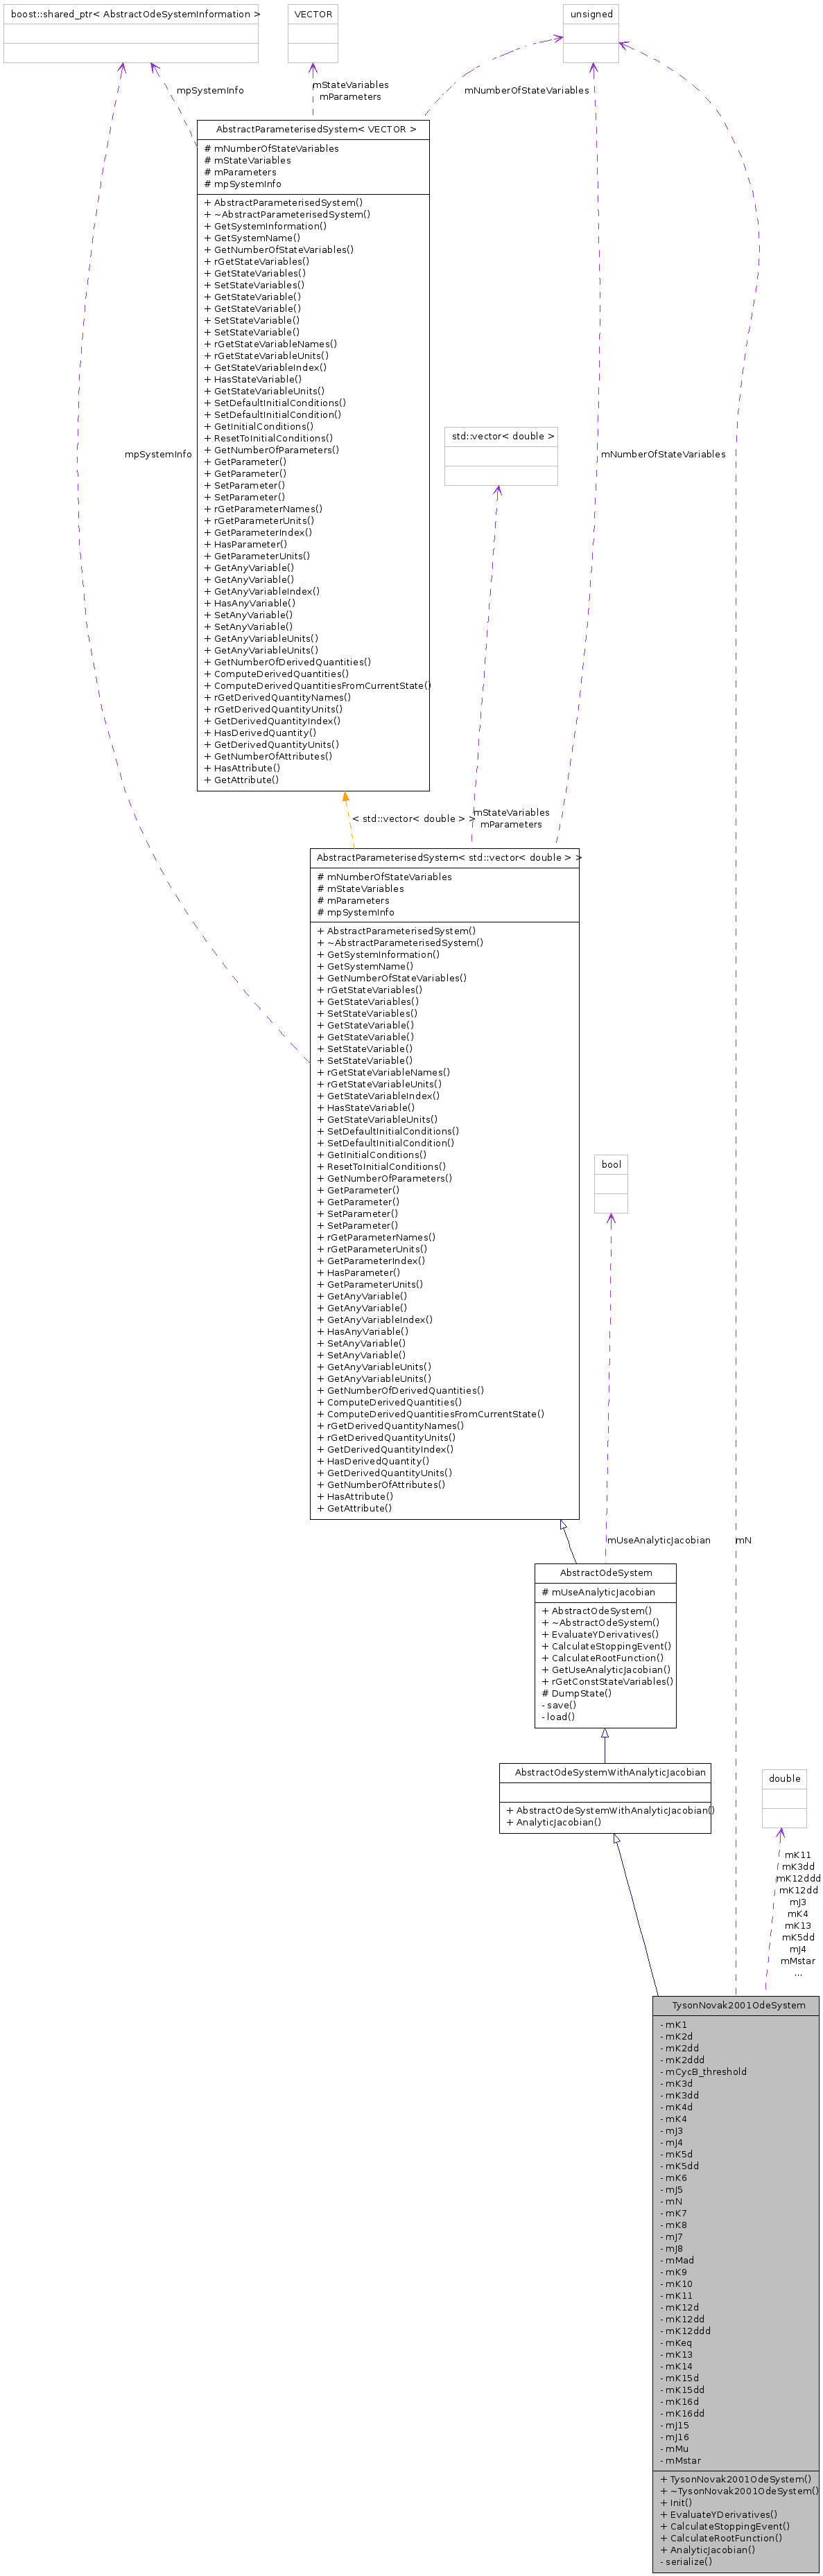 boost::shared_ptr< AbstractOdeSystemInformation >
VECTOR
unsigned
mpSystemInfo
mStateVariables
mParameters
mNumberOfStateVariables
AbstractParameterisedSystem< VECTOR >
# mNumberOfStateVariables
# mStateVariables
# mParameters
# mpSystemInfo
+ AbstractParameterisedSystem()
+ ~AbstractParameterisedSystem()
+ GetSystemInformation()
+ GetSystemName()
+ GetNumberOfStateVariables()
+ rGetStateVariables()
+ GetStateVariables()
+ SetStateVariables()
+ GetStateVariable()
+ GetStateVariable()
+ SetStateVariable()
+ SetStateVariable()
+ rGetStateVariableNames()
+ rGetStateVariableUnits()
+ GetStateVariableIndex()
+ HasStateVariable()
+ GetStateVariableUnits()
+ SetDefaultInitialConditions()
+ SetDefaultInitialCondition()
+ GetInitialConditions()
+ ResetToInitialConditions()
+ GetNumberOfParameters()
+ GetParameter()
+ GetParameter()
+ SetParameter()
+ SetParameter()
+ rGetParameterNames()
+ rGetParameterUnits()
+ GetParameterIndex()
+ HasParameter()
+ GetParameterUnits()
+ GetAnyVariable()
+ GetAnyVariable()
+ GetAnyVariableIndex()
+ HasAnyVariable()
+ SetAnyVariable()
+ SetAnyVariable()
+ GetAnyVariableUnits()
+ GetAnyVariableUnits()
+ GetNumberOfDerivedQuantities()
+ ComputeDerivedQuantities()
+ ComputeDerivedQuantitiesFromCurrentState()
+ rGetDerivedQuantityNames()
+ rGetDerivedQuantityUnits()
+ GetDerivedQuantityIndex()
+ HasDerivedQuantity()
+ GetDerivedQuantityUnits()
+ GetNumberOfAttributes()
+ HasAttribute()
+ GetAttribute()
std::vector< double >
mpSystemInfo
mNumberOfStateVariables
< std::vector< double > >
mStateVariables
mParameters
AbstractParameterisedSystem< std::vector< double > >
# mNumberOfStateVariables
# mStateVariables
# mParameters
# mpSystemInfo
+ AbstractParameterisedSystem()
+ ~AbstractParameterisedSystem()
+ GetSystemInformation()
+ GetSystemName()
+ GetNumberOfStateVariables()
+ rGetStateVariables()
+ GetStateVariables()
+ SetStateVariables()
+ GetStateVariable()
+ GetStateVariable()
+ SetStateVariable()
+ SetStateVariable()
+ rGetStateVariableNames()
+ rGetStateVariableUnits()
+ GetStateVariableIndex()
+ HasStateVariable()
+ GetStateVariableUnits()
+ SetDefaultInitialConditions()
+ SetDefaultInitialCondition()
+ GetInitialConditions()
+ ResetToInitialConditions()
+ GetNumberOfParameters()
+ GetParameter()
+ GetParameter()
+ SetParameter()
+ SetParameter()
+ rGetParameterNames()
+ rGetParameterUnits()
+ GetParameterIndex()
+ HasParameter()
+ GetParameterUnits()
+ GetAnyVariable()
+ GetAnyVariable()
+ GetAnyVariableIndex()
+ HasAnyVariable()
+ SetAnyVariable()
+ SetAnyVariable()
+ GetAnyVariableUnits()
+ GetAnyVariableUnits()
+ GetNumberOfDerivedQuantities()
+ ComputeDerivedQuantities()
+ ComputeDerivedQuantitiesFromCurrentState()
+ rGetDerivedQuantityNames()
+ rGetDerivedQuantityUnits()
+ GetDerivedQuantityIndex()
+ HasDerivedQuantity()
+ GetDerivedQuantityUnits()
+ GetNumberOfAttributes()
+ HasAttribute()
+ GetAttribute()
bool
mUseAnalyticJacobian
mN
AbstractOdeSystem
# mUseAnalyticJacobian
+ AbstractOdeSystem()
+ ~AbstractOdeSystem()
+ EvaluateYDerivatives()
+ CalculateStoppingEvent()
+ CalculateRootFunction()
+ GetUseAnalyticJacobian()
+ rGetConstStateVariables()
# DumpState()
- save()
- load()
AbstractOdeSystemWithAnalyticJacobian
+ AbstractOdeSystemWithAnalyticJacobian()
+ AnalyticJacobian()
double
mK11
mK3dd
mK12ddd
mK12dd
mJ3
mK4
mK13
mK5dd
mJ4
mMstar
...
TysonNovak2001OdeSystem
- mK1
- mK2d
- mK2dd
- mK2ddd
- mCycB_threshold
- mK3d
- mK3dd
- mK4d
- mK4
- mJ3
- mJ4
- mK5d
- mK5dd
- mK6
- mJ5
- mN
- mK7
- mK8
- mJ7
- mJ8
- mMad
- mK9
- mK10
- mK11
- mK12d
- mK12dd
- mK12ddd
- mKeq
- mK13
- mK14
- mK15d
- mK15dd
- mK16d
- mK16dd
- mJ15
- mJ16
- mMu
- mMstar
+ TysonNovak2001OdeSystem()
+ ~TysonNovak2001OdeSystem()
+ Init()
+ EvaluateYDerivatives()
+ CalculateStoppingEvent()
+ CalculateRootFunction()
+ AnalyticJacobian()
- serialize()